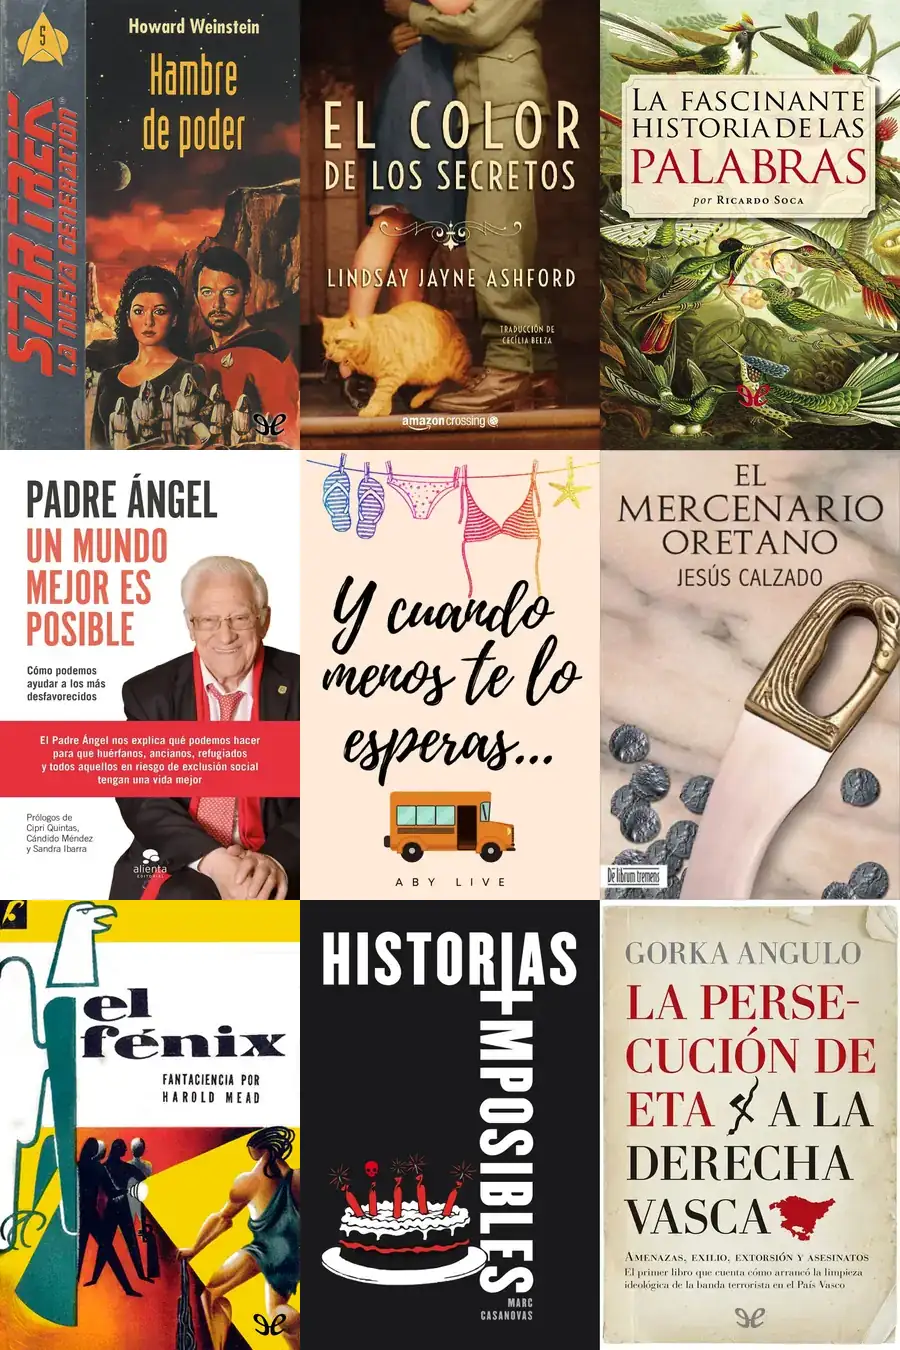 5
STAR TREK
LA NUEVA GENERACIÓN
Howard Weinstein
Hambre
de poder
EL COLOR
DE LOS SECRETOS
LINDSAY JAYNE ASHFORD
TRADUCCIÓN DE
CECILIA BELZA
amazoncrossing
LA FASCINANTE
HISTORIA DE LAS
PALABRAS
por RICARDO SOCA
PADRE ÁNGEL
UN MUNDO
MEJOR ES
POSIBLE
Cómo podemos
ayudar a los más
desfavorecidos
El Padre Ángel nos explica qué podemos hacer
para que huérfanos, ancianos, refugiados
y todos aquellos en riesgo de exclusión social
tengan una vida mejor
Prólogos de
Cipri Quintas,
Cándido Méndez
y Sandra Ibarra
alienta
EDITORIAL
Y cuando
menos te lo
esperas...
ABY LIVE
EL
MERCENARIO
ORETANO
JESÚS CALZADO
De librum tremens
el
fénix
FANTACIENCIA POR
HAROLD MEAD
HISTORIAS
IMPOSIBLES
MARC
CASANOVAS
GORKA ANGULO
LA PERSE-
CUCIÓN DE
ETA A LA
DERECHA
VASCA
AMENAZAS, EXILIO, EXTORSIÓN Y ASESINATOS
El primer libro que cuenta cómo arrancó la limpieza
ideológica de la banda terrorista en el País Vasco